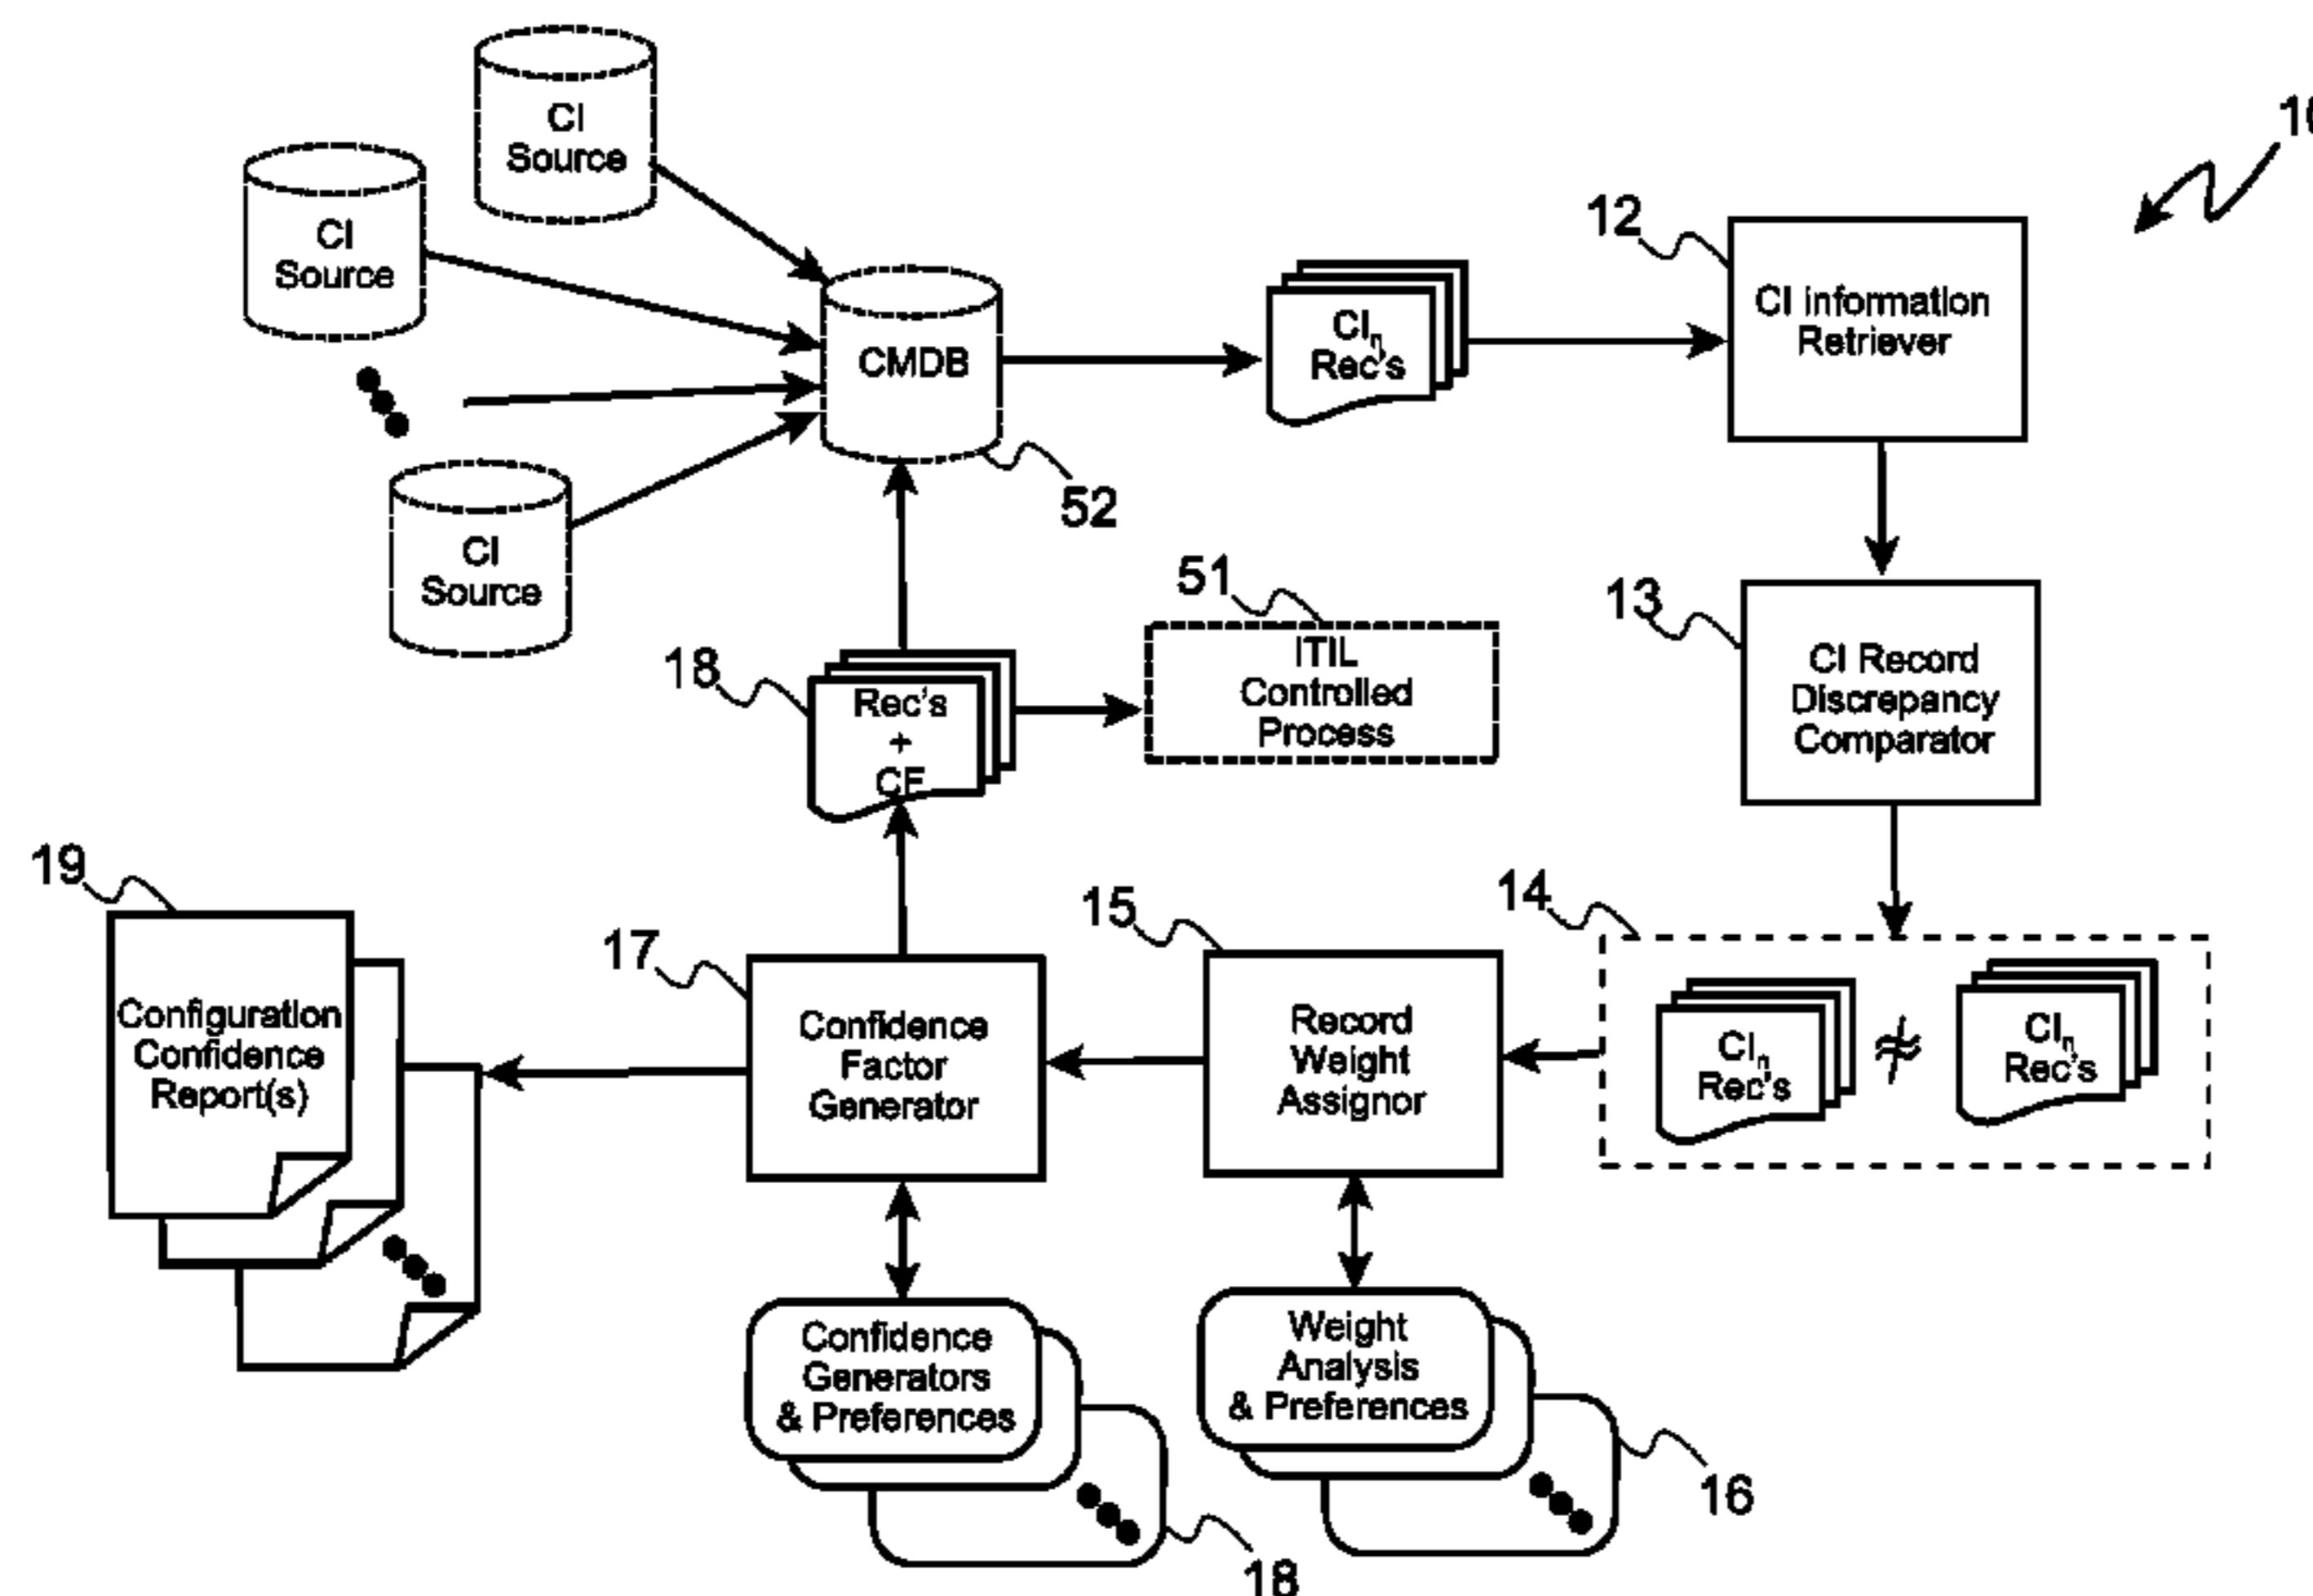 CI
Source
10
CI
Source
12
CI Information
Retriever
CI
n
Rec's
CMDB
52
CI
Source
51
ITIL
Controlled
Process
13
CI Record
Discrepancy
Comparator
18
Rec's
+
CF
19
Configuration
Confidence
Report(s)
17
Confidence
Factor
Generator
15
Record
Weight
Assignor
14
CIn
Rec's
≉
CIn
Rec's
Confidence
Generators
& Preferences
18
Weight
Analysis
& Preferences
16